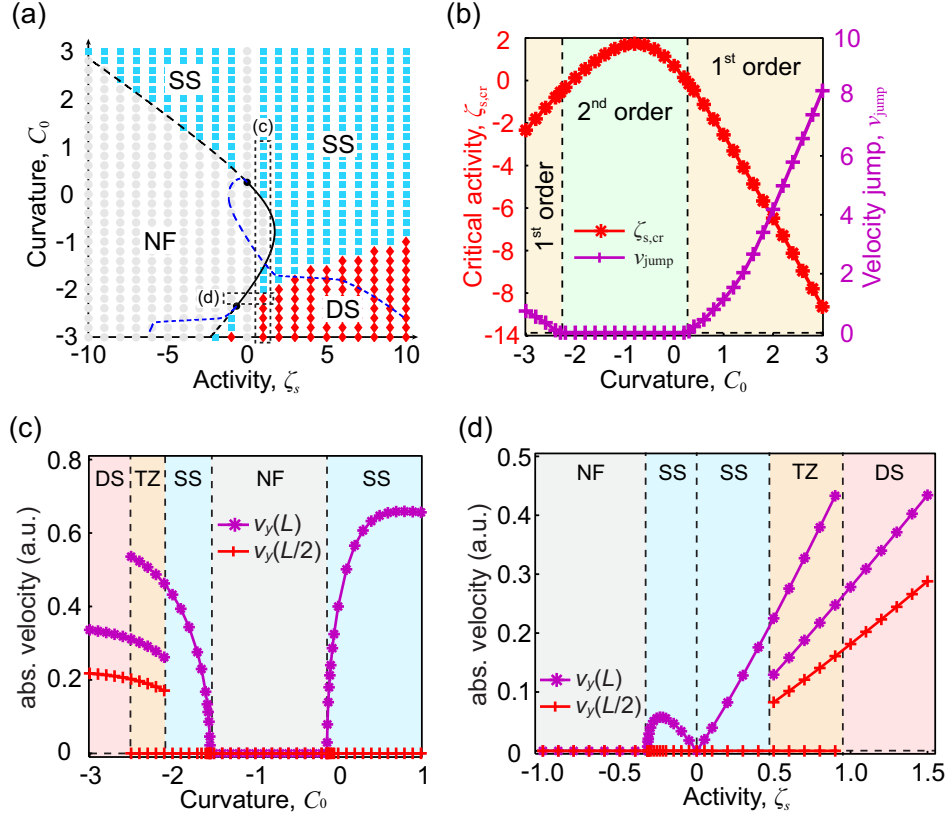 (a)
3
2
1
0
-1
-2
-3
Curvature, C₀
SS
(c)
SS
NF
(d)
DS
-10
-5
0
5
10
Activity, ζₛ
(b)
2
0
-2
-4
-6
-8
-14
Critical activity, ζs,cr
10
8
6
4
2
0
Velocity jump, vjump
1st order
2nd order
1st order
ζs,cr
vjump
-3
-2
-1
0
1
2
3
Curvature, C₀
(c)
0.8
0.6
0.4
0.2
0
abs. velocity (a.u.)
DS
TZ
SS
NF
SS
vy(L)
vy(L/2)
-3
-2
-1
0
1
Curvature, C₀
(d)
0.5
0.4
0.3
0.2
0.1
0
abs. velocity (a.u.)
NF
SS
SS
TZ
DS
vy(L)
vy(L/2)
-1.0
-0.5
0
0.5
1.0
1.5
Activity, ζₛ